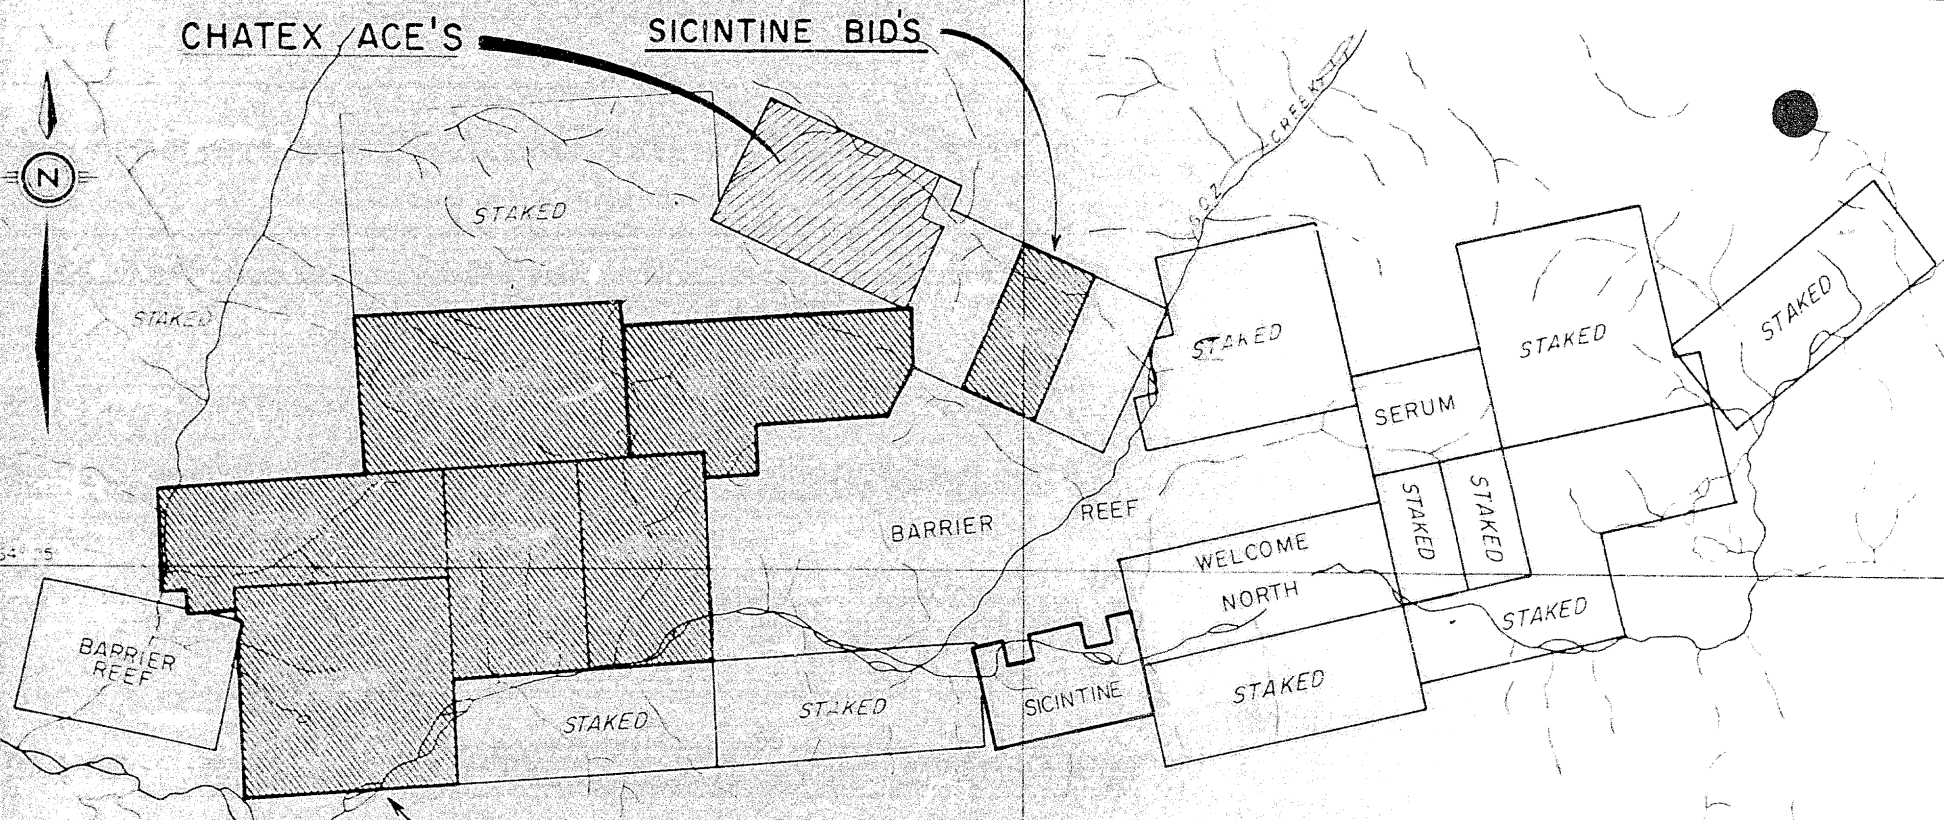 CHATEX ACE'S
SICINTINE BID'S
CREEK
N
STAKED
STAKED
STAKED
STAKED
STAKED
SERUM
STAKED
STAKED
BARRIER REEF
WELCOME
NORTH
STAKED
BARRIER
REEF
STAKED
STAKED
SICINTINE
STAKED